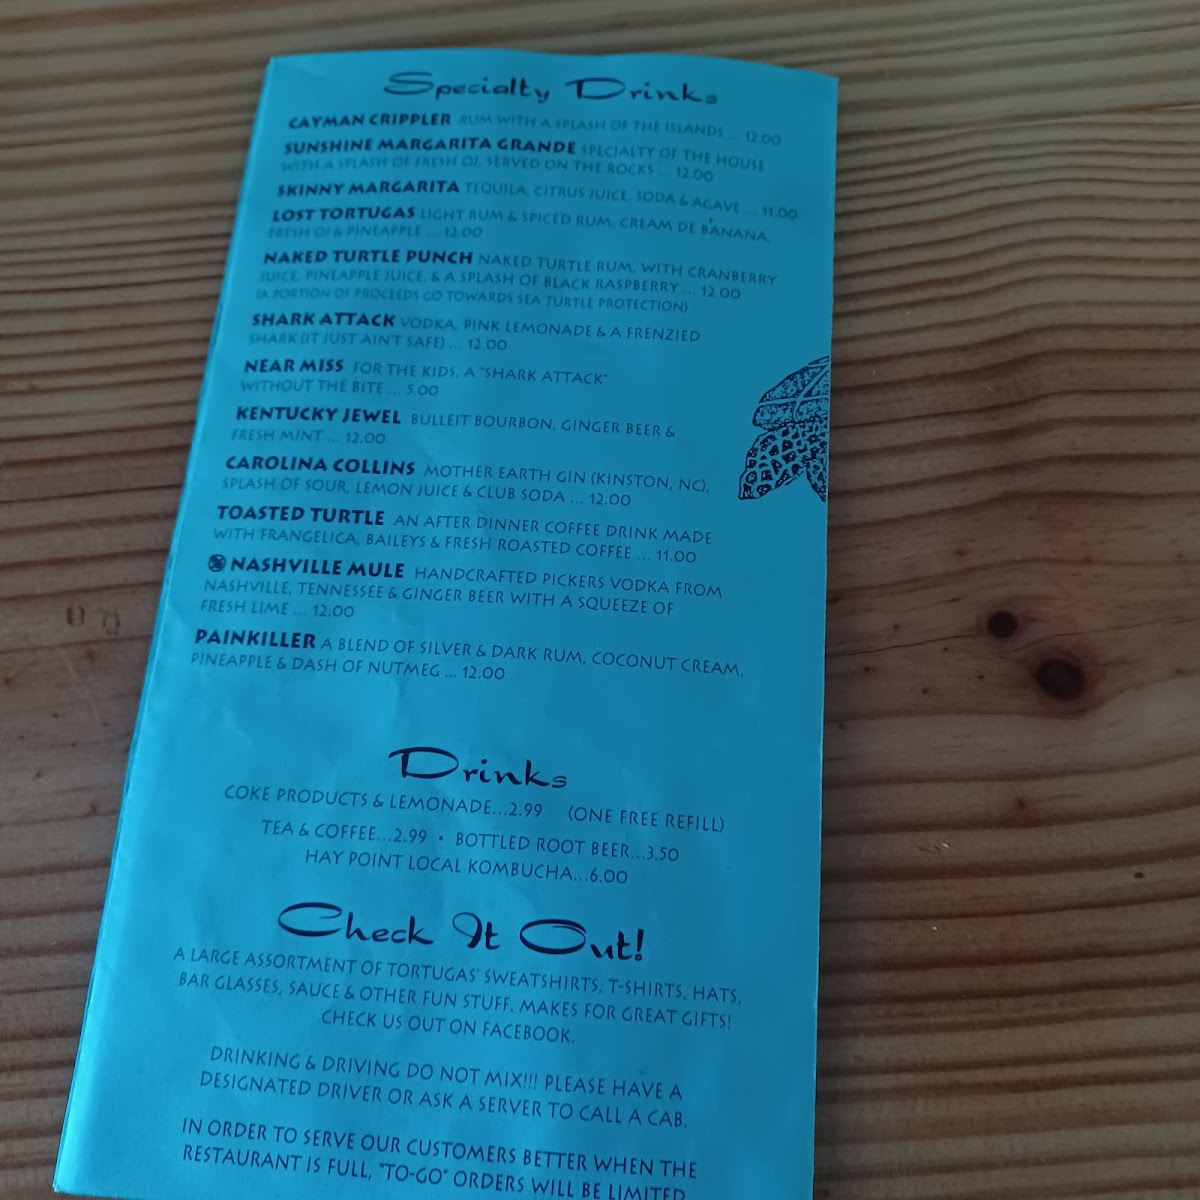 Specialty Drinks
CAYMAN CRIPPLER RUM WITH A SPLASH OF THE ISLANDS ... 12.00
SUNSHINE MARGARITA GRANDE SPECIALTY OF THE HOUSE
WITH A SPLASH OF FRESH OJ, SERVED ON THE ROCKS ... 12.00
SKINNY MARGARITA TEQUILA, CITRUS JUICE, SODA & AGAVE ... 11.00
LOST TORTUGAS LIGHT RUM & SPICED RUM, CREAM DE BANANA,
FRESH OJ & PINEAPPLE ... 12.00
NAKED TURTLE PUNCH NAKED TURTLE RUM, WITH CRANBERRY
JUICE, PINEAPPLE JUICE, & A SPLASH OF BLACK RASPBERRY ... 12.00
(A PORTION OF PROCEEDS GO TOWARDS SEA TURTLE PROTECTION)
SHARK ATTACK VODKA, PINK LEMONADE & A FRENZIED
SHARK (IT JUST AIN'T SAFE) ... 12.00
NEAR MISS FOR THE KIDS, A "SHARK ATTACK"
WITHOUT THE BITE ... 5.00
KENTUCKY JEWEL BULLEIT BOURBON, GINGER BEER &
FRESH MINT ... 12.00
CAROLINA COLLINS MOTHER EARTH GIN (KINSTON, NC),
SPLASH OF SOUR, LEMON JUICE & CLUB SODA ... 12.00
TOASTED TURTLE AN AFTER DINNER COFFEE DRINK MADE
WITH FRANGELICA, BAILEYS & FRESH ROASTED COFFEE ... 11.00
NASHVILLE MULE HANDCRAFTED PICKERS VODKA FROM
NASHVILLE, TENNESSEE & GINGER BEER WITH A SQUEEZE OF
FRESH LIME ... 12.00
PAINKILLER A BLEND OF SILVER & DARK RUM, COCONUT CREAM,
PINEAPPLE & DASH OF NUTMEG ... 12.00
Drinks
COKE PRODUCTS & LEMONADE...2.99 (ONE FREE REFILL)
TEA & COFFEE...2.99 • BOTTLED ROOT BEER...3.50
HAY POINT LOCAL KOMBUCHA...6.00
Check It Out!
A LARGE ASSORTMENT OF TORTUGAS' SWEATSHIRTS, T-SHIRTS, HATS,
BAR GLASSES, SAUCE & OTHER FUN STUFF. MAKES FOR GREAT GIFTS!
CHECK US OUT ON FACEBOOK.
DRINKING & DRIVING DO NOT MIX!!! PLEASE HAVE A
DESIGNATED DRIVER OR ASK A SERVER TO CALL A CAB.
IN ORDER TO SERVE OUR CUSTOMERS BETTER WHEN THE
RESTAURANT IS FULL, "TO-GO" ORDERS WILL BE LIMITED